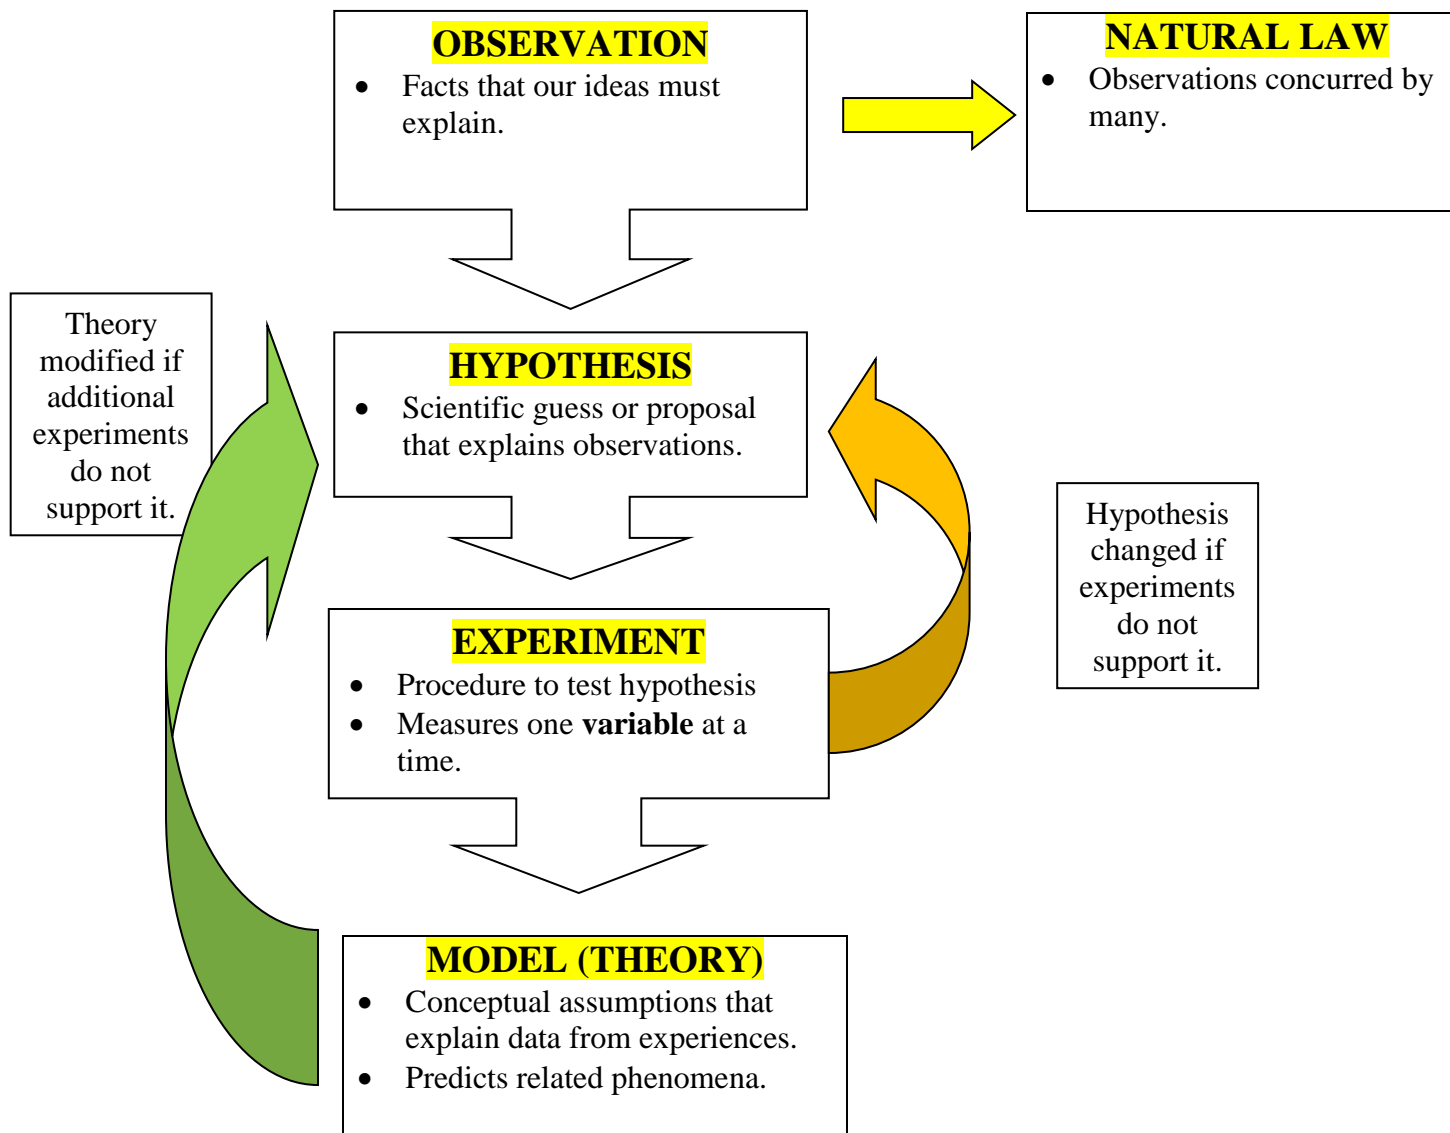 OBSERVATION
• Facts that our ideas must
explain.
NATURAL LAW
• Observations concurred by
many.
Theory
modified if
additional
experiments
do not
support it.
HYPOTHESIS
• Scientific guess or proposal
that explains observations.
Hypothesis
changed if
experiments
do not
support it.
EXPERIMENT
• Procedure to test hypothesis
• Measures one variable at a
time.
MODEL (THEORY)
• Conceptual assumptions that
explain data from experiences.
• Predicts related phenomena.